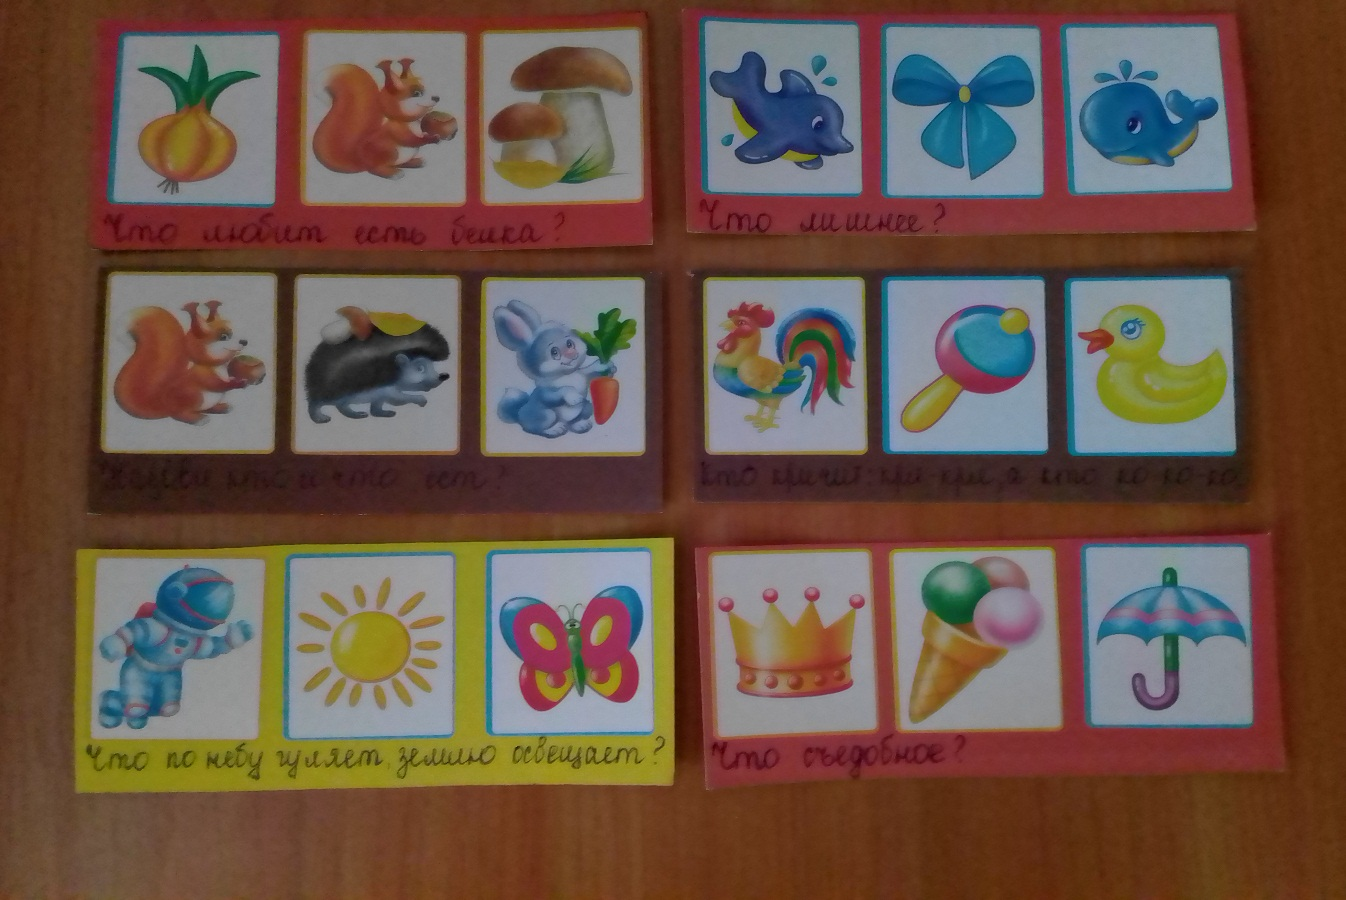 Что любит есть белка?
Что лишнее?
Назови кто и что ест?
Кто кричит: кря-кря, а кто ко-ко-ко.
Что по небу гуляет, землю освещает?
Что съедобное?